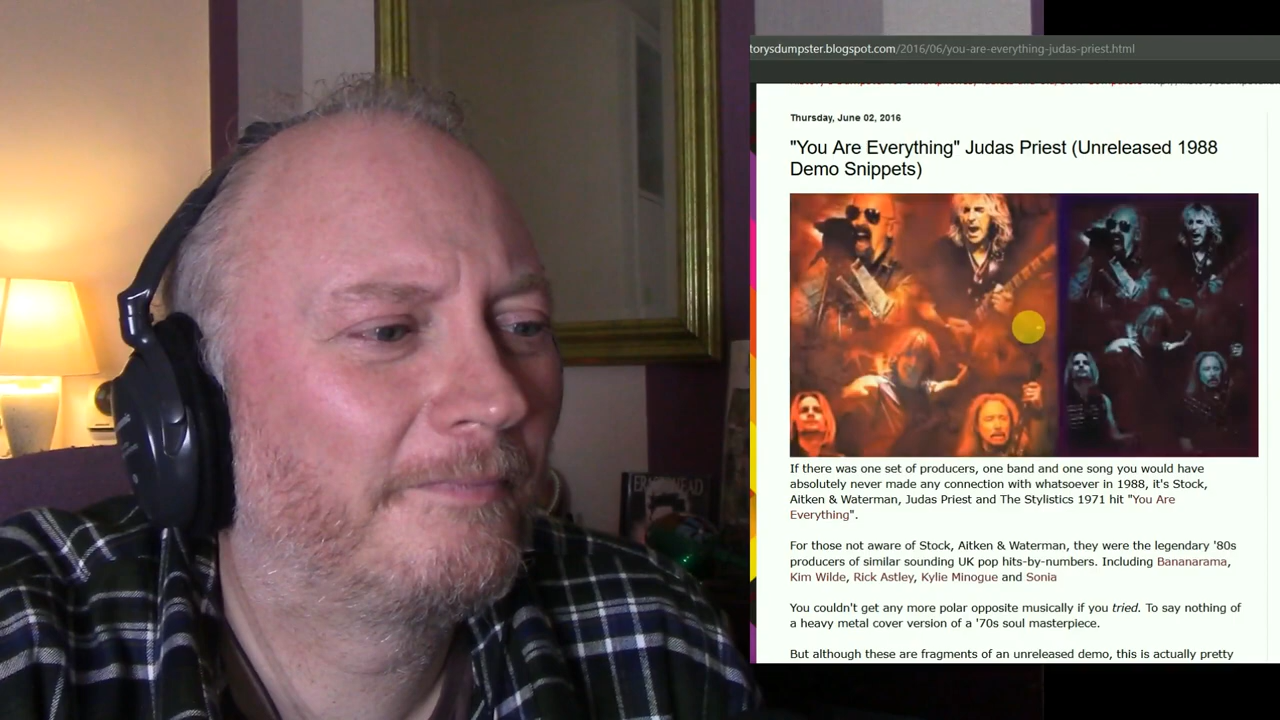 torysdumpster.blogspot.com/2016/06/you-are-everything-judas-priest.html
Thursday, June 02, 2016
"You Are Everything" Judas Priest (Unreleased 1988
Demo Snippets)
If there was one set of producers, one band and one song you would have
absolutely never made any connection with whatsoever in 1988, it's Stock,
Aitken & Waterman, Judas Priest and The Stylistics 1971 hit "You Are
Everything".
For those not aware of Stock, Aitken & Waterman, they were the legendary '80s
producers of similar sounding UK pop hits-by-numbers. Including Bananarama,
Kim Wilde, Rick Astley, Kylie Minogue and Sonia
You couldn't get any more polar opposite musically if you tried. To say nothing of
a heavy metal cover version of a '70s soul masterpiece.
But although these are fragments of an unreleased demo, this is actually pretty